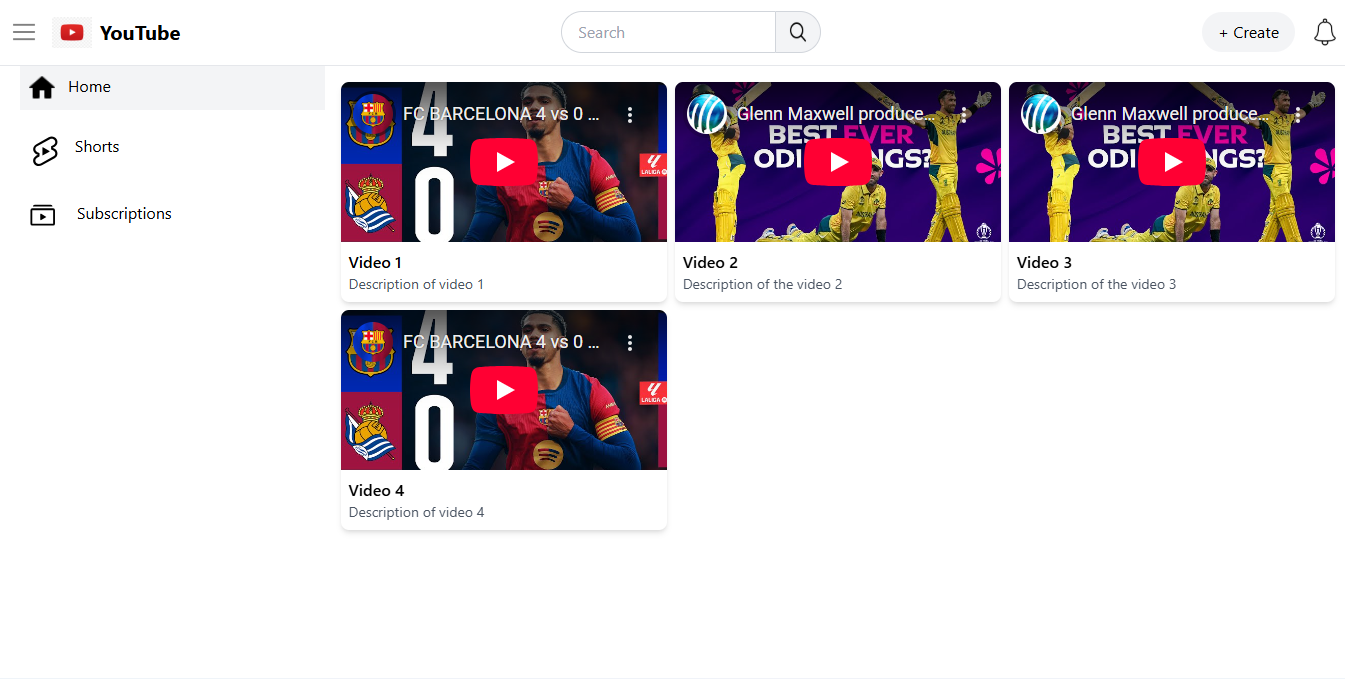 YouTube
Search
+ Create
Home
Shorts
Subscriptions
FC BARCELONA 4 vs 0 ...
4
0
LALIGA
Video 1
Description of video 1
Glenn Maxwell produce...
BEST EVER
ODI NGS?
Video 2
Description of the video 2
Glenn Maxwell produce...
BEST EVER
ODI NGS?
Video 3
Description of the video 3
FC BARCELONA 4 vs 0 ...
4
0
LALIGA
Video 4
Description of video 4